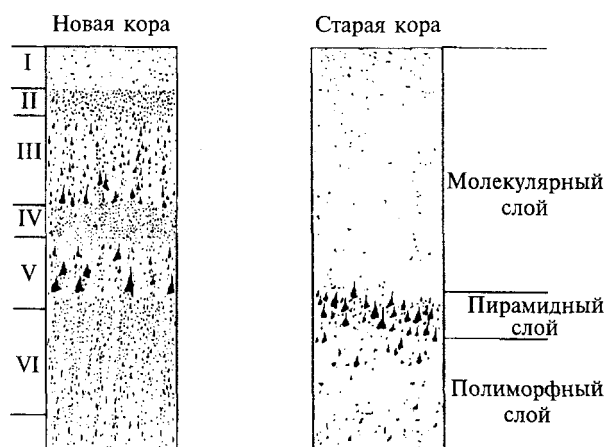 Новая кора
Старая кора
I
II
III
IV
V
VI
Молекулярный
слой
Пирамидный
слой
Полиморфный
слой